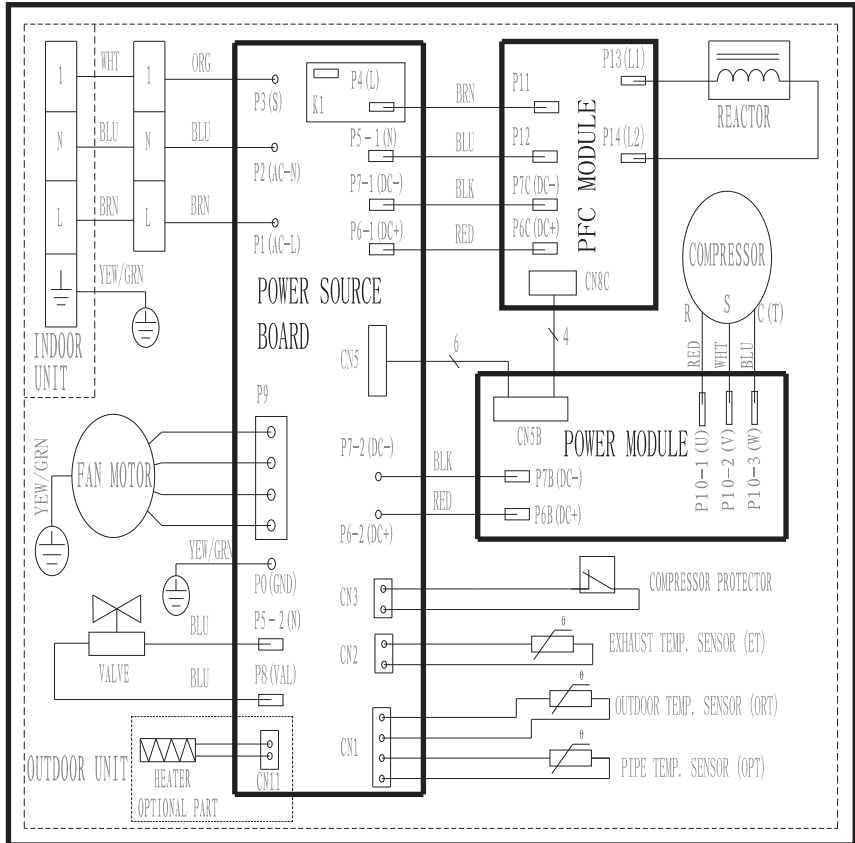 WHT
1
1
ORG
P3(S)
K1
P4(L)
BRN
P11
P13(L1)
REACTOR
BLU
N
N
BLU
P2(AC-N)
P5-1(N)
BLU
P12
P14(L2)
P7-1(DC-)
BLK
P7C(DC-)
BRN
L
L
BRN
P1(AC-L)
P6-1(DC+)
RED
P6C(DC+)
PFC MODULE
YEW/GRN
INDOOR
UNIT
POWER SOURCE
BOARD
CN8C
COMPRESSOR
R
S
C(T)
RED
WHT
BLU
CN5
6
4
CN5B
POWER MODULE
P10-1(U)
P10-2(V)
P10-3(W)
P9
FAN MOTOR
YEW/GRN
P7-2(DC-)
BLK
P7B(DC-)
RED
P6B(DC+)
P6-2(DC+)
YEW/GRN
P0(GND)
CN3
COMPRESSOR PROTECTOR
P5-2(N)
BLU
VALVE
CN2
θ
EXHAUST TEMP. SENSOR (ET)
BLU
P8(VAL)
θ
OUTDOOR TEMP. SENSOR (ORT)
CN1
θ
PIPE TEMP. SENSOR (OPT)
OUTDOOR UNIT
HEATER
CN11
OPTIONAL PART